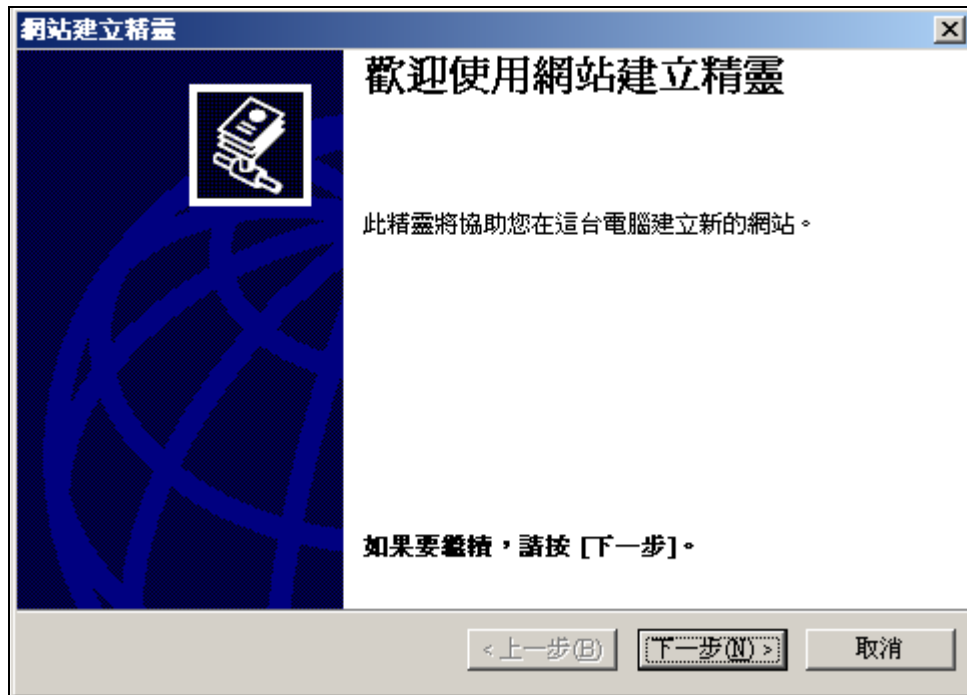 網站建立精靈
歡迎使用網站建立精靈
此精靈將協助您在這台電腦建立新的網站。
如果要繼續，請按 [下一步]。
< 上一步(B)
下一步(N) >
取消